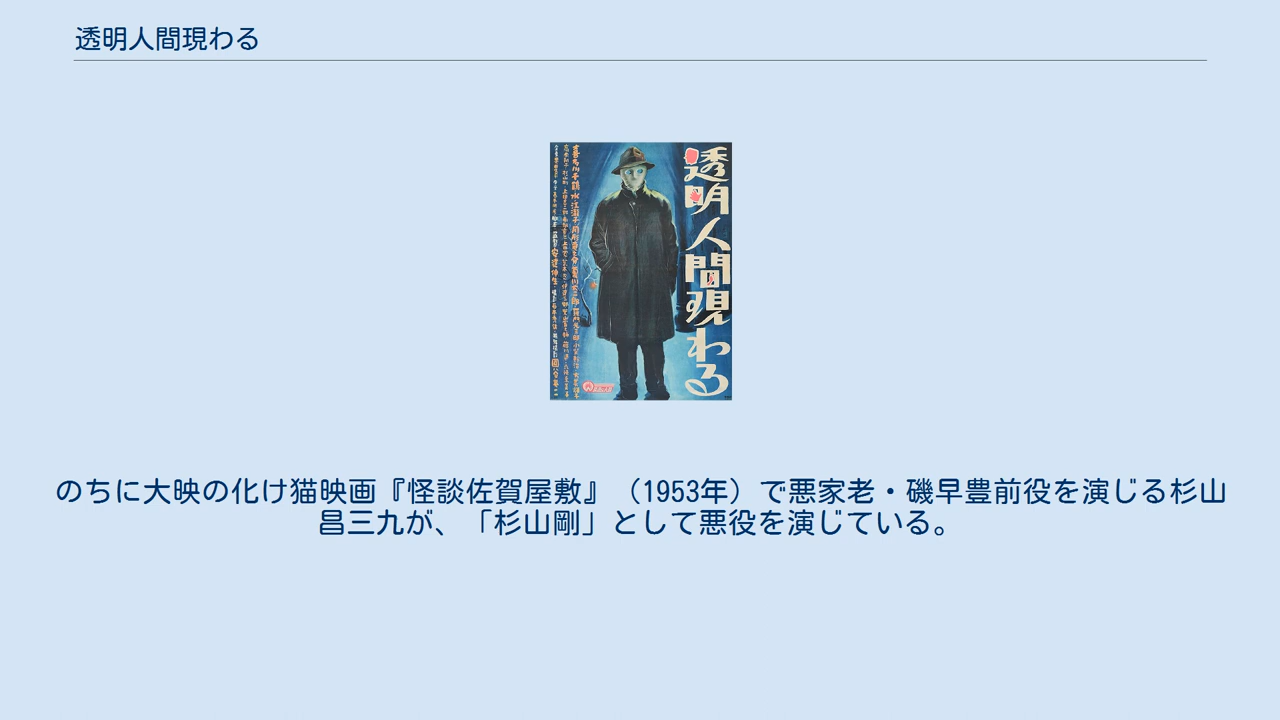 透明人間現わる
透明人間現わる
のちに大映の化け猫映画『怪談佐賀屋敷』（1953年）で悪家老・磯早豊前役を演じる杉山
昌三九が、「杉山剛」として悪役を演じている。